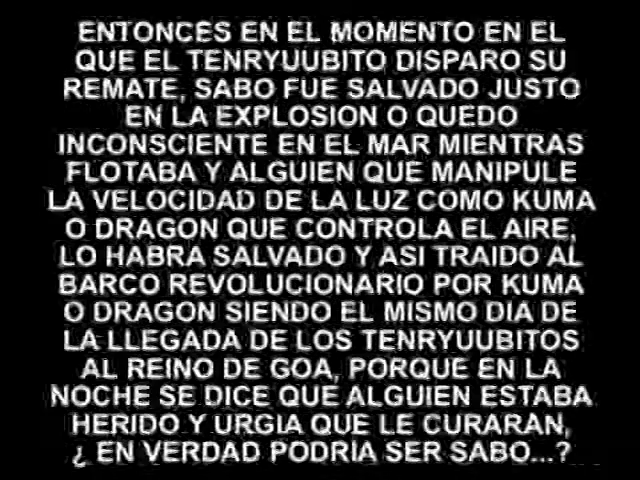 ENTONCES EN EL MOMENTO EN EL
QUE EL TENRYUUBITO DISPARO SU
REMATE, SABO FUE SALVADO JUSTO
EN LA EXPLOSION O QUEDO
INCONSCIENTE EN EL MAR MIENTRAS
FLOTABA Y ALGUIEN QUE MANIPULE
LA VELOCIDAD DE LA LUZ COMO KUMA
O DRAGON QUE CONTROLA EL AIRE,
LO HABRA SALVADO Y ASI TRAIDO AL
BARCO REVOLUCIONARIO POR KUMA
O DRAGON SIENDO EL MISMO DIA DE
LA LLEGADA DE LOS TENRYUUBITOS
AL REINO DE GOA, PORQUE EN LA
NOCHE SE DICE QUE ALGUIEN ESTABA
HERIDO Y URGIA QUE LE CURARAN,
¿ EN VERDAD PODRIA SER SABO...?